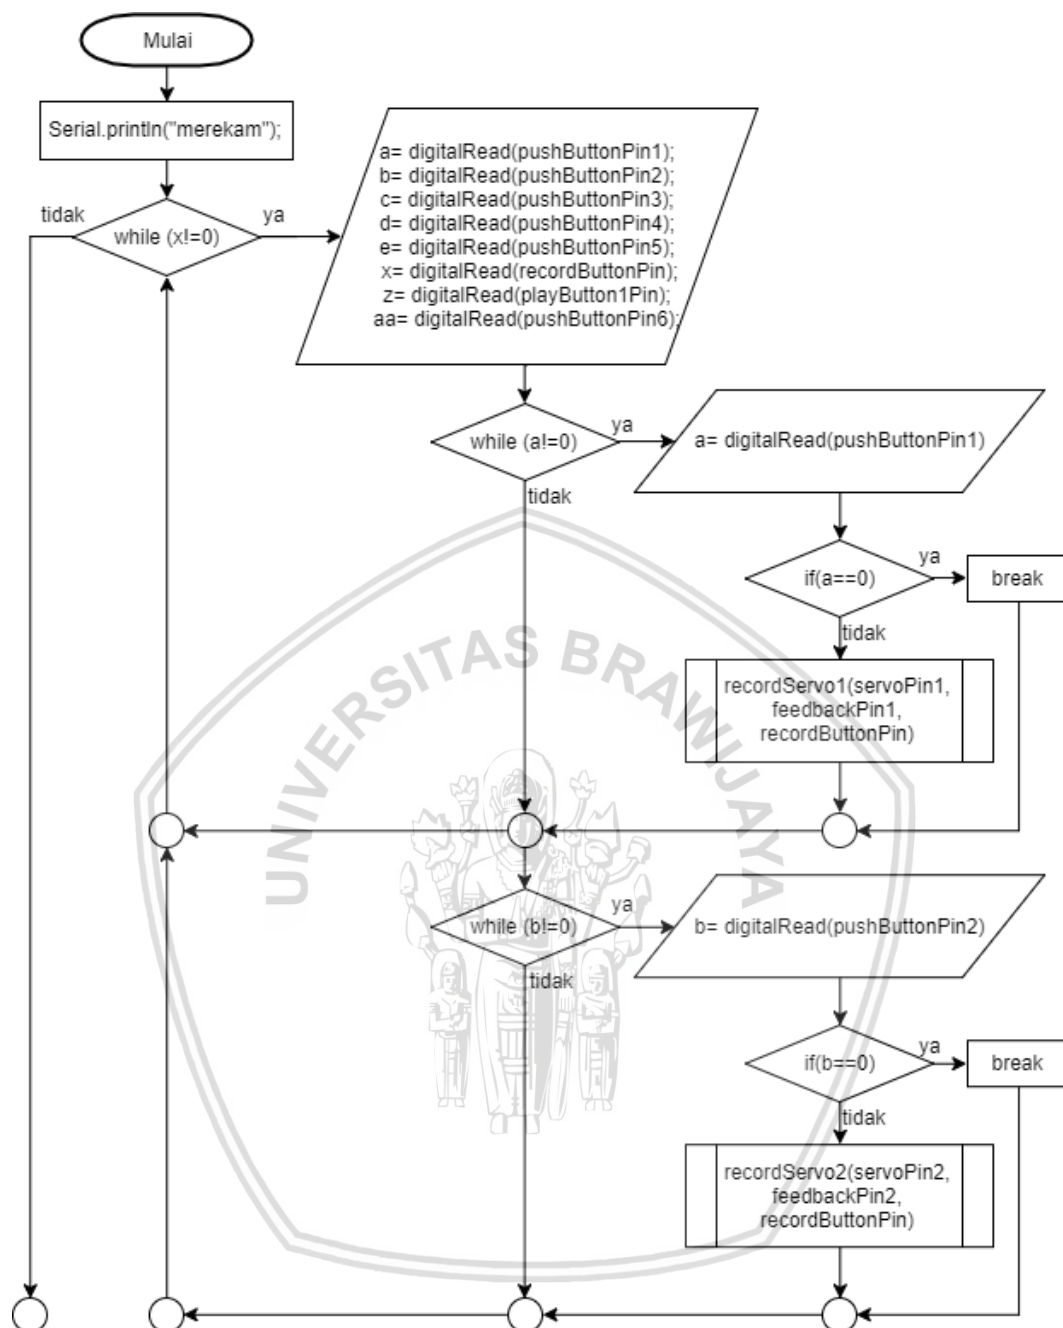 Mulai
Serial.println("merekam");
tidak
while (x!=0)
ya
a= digitalRead(pushButtonPin1);
b= digitalRead(pushButtonPin2);
c= digitalRead(pushButtonPin3);
d= digitalRead(pushButtonPin4);
e= digitalRead(pushButtonPin5);
x= digitalRead(recordButtonPin);
z= digitalRead(playButton1Pin);
aa= digitalRead(pushButtonPin6);
while (a!=0)
ya
tidak
a= digitalRead(pushButtonPin1)
if(a==0)
ya
break
tidak
recordServo1(servoPin1,
feedbackPin1,
recordButtonPin)
while (b!=0)
ya
tidak
b= digitalRead(pushButtonPin2)
if(b==0)
ya
break
tidak
recordServo2(servoPin2,
feedbackPin2,
recordButtonPin)
UNIVERSITAS BRAWIJAYA